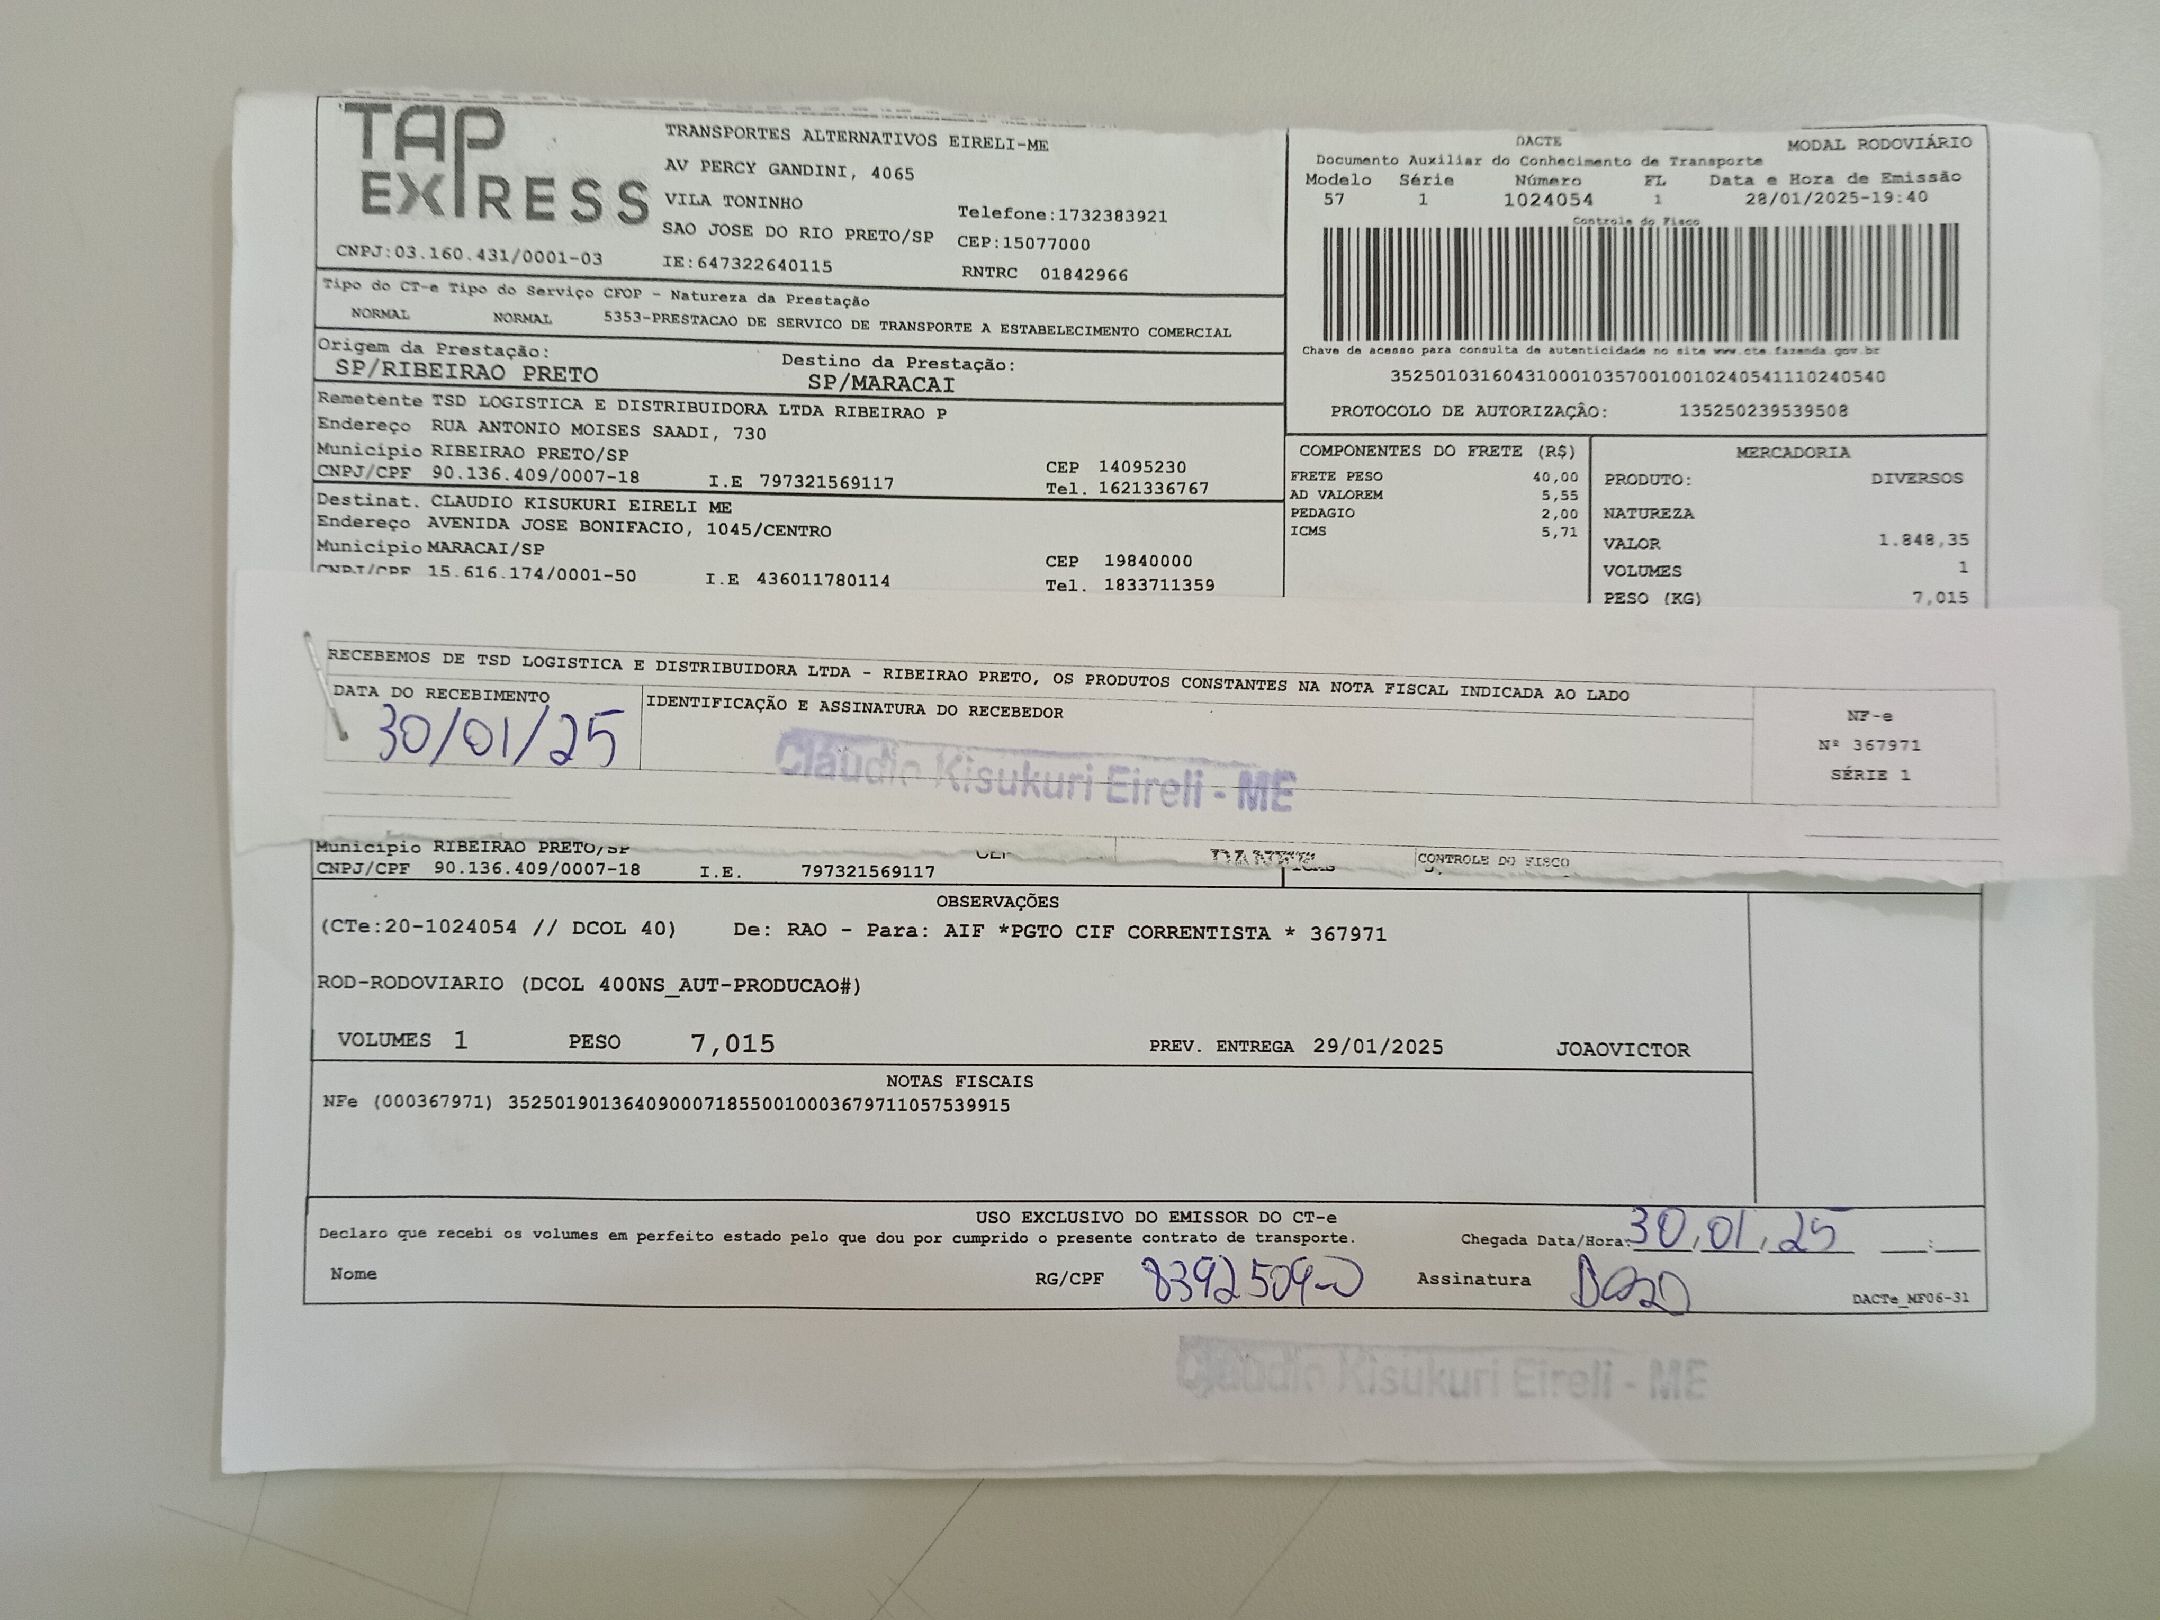 TAP EXPRESS
TRANSPORTES ALTERNATIVOS EIRELI-ME
AV PERCY GANDINI, 4065
VILA TONINHO
Telefone:1732383921
SAO JOSE DO RIO PRETO/SP CEP:15077000
CNPJ:03.160.431/0001-03 IE:647322640115 RNTRC 01842966
DACTE MODAL RODOVIÁRIO
Documento Auxiliar do Conhecimento de Transporte
Modelo Série Número FL Data e Hora de Emissão
57 1 1024054 1 28/01/2025-19:40
Controle do Fisco
Chave de acesso para consulta de autenticidade no site www.cte.fazenda.gov.br
35250103160431000103570010010240541110240540
PROTOCOLO DE AUTORIZAÇÃO: 135250239539508
Tipo do CT-e Tipo do Serviço CFOP - Natureza da Prestação
NORMAL NORMAL 5353-PRESTACAO DE SERVICO DE TRANSPORTE A ESTABELECIMENTO COMERCIAL
Origem da Prestação: Destino da Prestação:
SP/RIBEIRAO PRETO SP/MARACAI
Remetente TSD LOGISTICA E DISTRIBUIDORA LTDA RIBEIRAO P
Endereço RUA ANTONIO MOISES SAADI, 730
Município RIBEIRAO PRETO/SP CEP 14095230
CNPJ/CPF 90.136.409/0007-18 I.E 797321569117 Tel. 1621336767
Destinat. CLAUDIO KISUKURI EIRELI ME
Endereço AVENIDA JOSE BONIFACIO, 1045/CENTRO
Município MARACAI/SP CEP 19840000
CNPJ/CPF 15.616.174/0001-50 I.E 436011780114 Tel. 1833711359
COMPONENTES DO FRETE (R$)
FRETE PESO 40,00
AD VALOREM 5,55
PEDAGIO 2,00
ICMS 5,71
MERCADORIA
PRODUTO: DIVERSOS
NATUREZA
VALOR 1.848,35
VOLUMES 1
PESO (KG) 7,015
RECEBEMOS DE TSD LOGISTICA E DISTRIBUIDORA LTDA - RIBEIRAO PRETO, OS PRODUTOS CONSTANTES NA NOTA FISCAL INDICADA AO LADO
DATA DO RECEBIMENTO IDENTIFICAÇÃO E ASSINATURA DO RECEBEDOR
30/01/25
Claudio Kisukuri Eireli - ME
NF-e
Nº 367971
SÉRIE 1
DANFE CONTROLE DO FISCO
Município RIBEIRAO PRETO/SP
CNPJ/CPF 90.136.409/0007-18 I.E. 797321569117
OBSERVAÇÕES
(CTe:20-1024054 // DCOL 40) De: RAO - Para: AIF *PGTO CIF CORRENTISTA * 367971
ROD-RODOVIARIO (DCOL 400NS_AUT-PRODUCAO#)
VOLUMES 1 PESO 7,015 PREV. ENTREGA 29/01/2025 JOAOVICTOR
NOTAS FISCAIS
NFe (000367971) 35250190136409000718550010003679711057539915
USO EXCLUSIVO DO EMISSOR DO CT-e
Declaro que recebi os volumes em perfeito estado pelo que dou por cumprido o presente contrato de transporte. Chegada Data/Hora: 30,01,25 __:__
Nome RG/CPF 8392509-0 Assinatura
DACTe_MF06-31
Claudio Kisukuri Eireli - ME